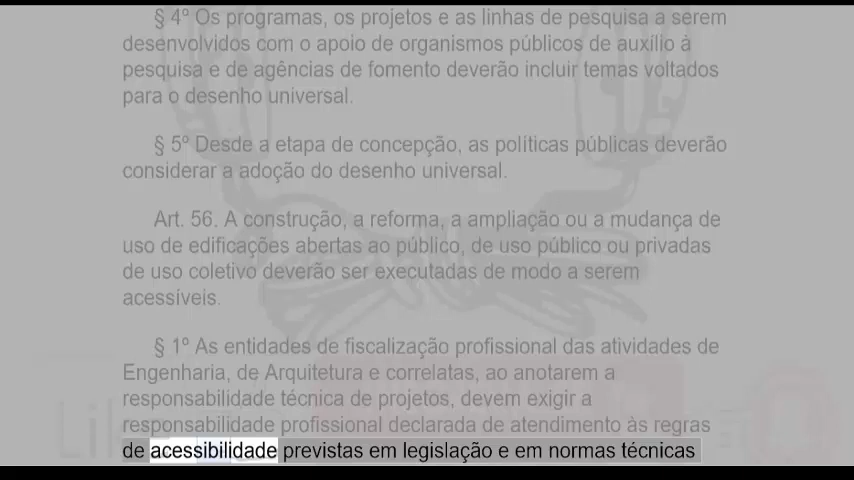 § 4º Os programas, os projetos e as linhas de pesquisa a serem
desenvolvidos com o apoio de organismos públicos de auxílio à
pesquisa e de agências de fomento deverão incluir temas voltados
para o desenho universal.
§ 5º Desde a etapa de concepção, as políticas públicas deverão
considerar a adoção do desenho universal.
Art. 56. A construção, a reforma, a ampliação ou a mudança de
uso de edificações abertas ao público, de uso público ou privadas
de uso coletivo deverão ser executadas de modo a serem
acessíveis.
§ 1º As entidades de fiscalização profissional das atividades de
Engenharia, de Arquitetura e correlatas, ao anotarem a
responsabilidade técnica de projetos, devem exigir a
responsabilidade profissional declarada de atendimento às regras
de acessibilidade previstas em legislação e em normas técnicas